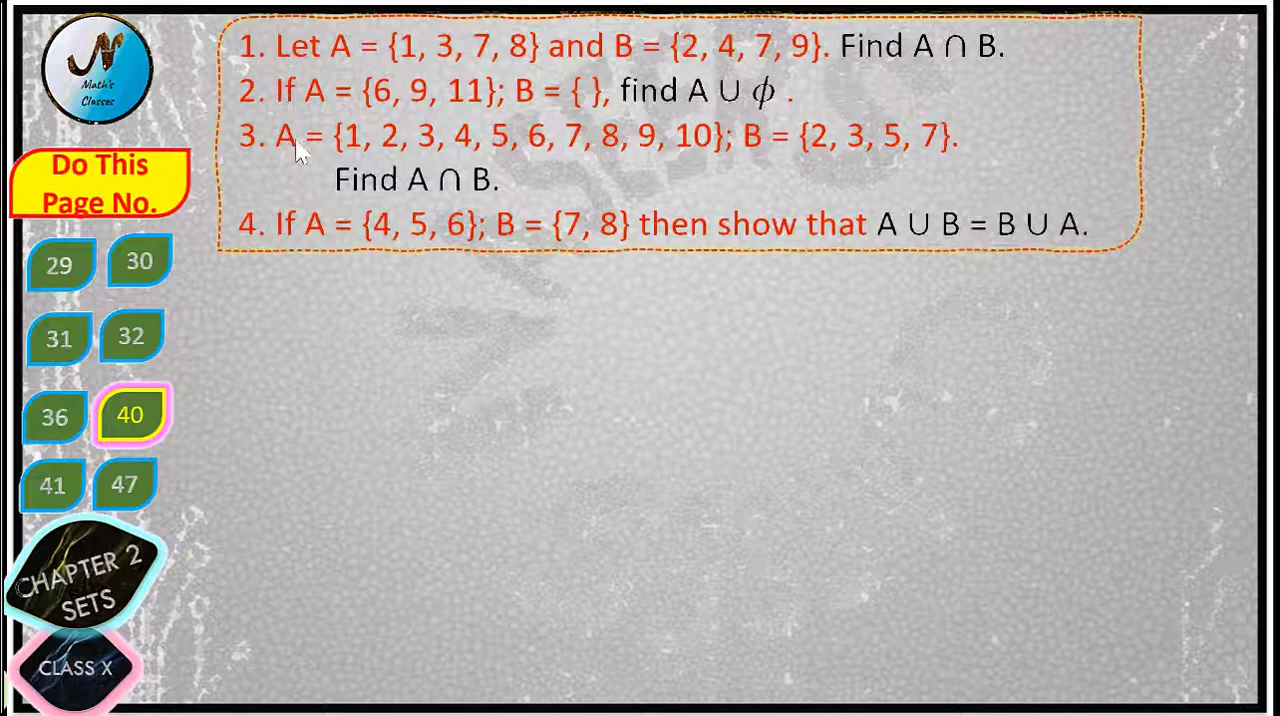 N
Math's
Classes
1. Let A = {1, 3, 7, 8} and B = {2, 4, 7, 9}. Find A ∩ B.
2. If A = {6, 9, 11}; B = { }, find A ∪ ϕ .
3. A = {1, 2, 3, 4, 5, 6, 7, 8, 9, 10}; B = {2, 3, 5, 7}.
Find A ∩ B.
4. If A = {4, 5, 6}; B = {7, 8} then show that A ∪ B = B ∪ A.
Do This
Page No.
29 30
31 32
36 40
41 47
CHAPTER 2
SETS
CLASS X